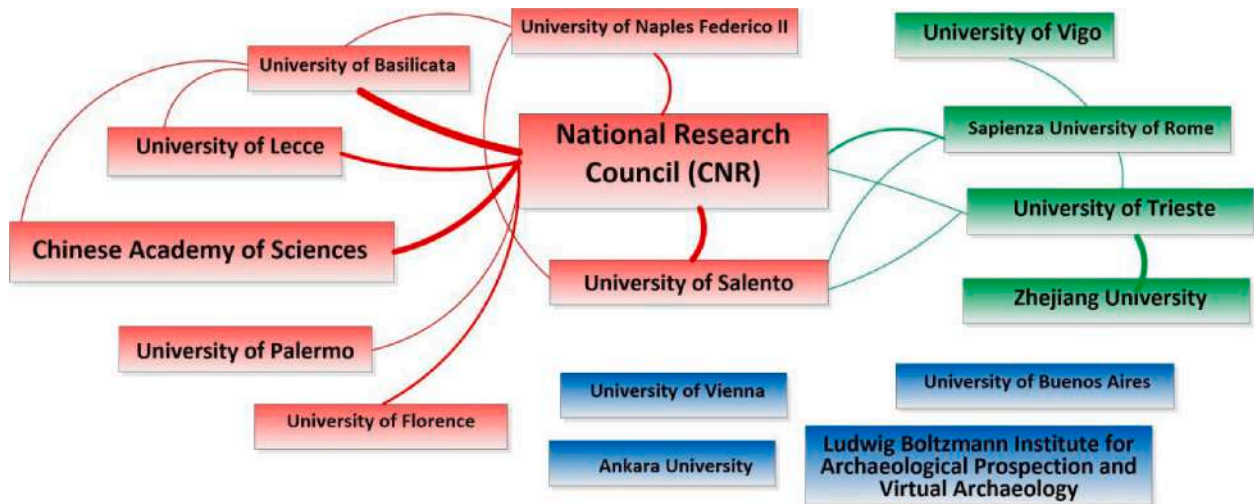 University of Naples Federico II
University of Vigo
University of Basilicata
National Research
Council (CNR)
Sapienza University of Rome
University of Lecce
University of Trieste
Chinese Academy of Sciences
University of Salento
Zhejiang University
University of Palermo
University of Vienna
University of Buenos Aires
University of Florence
Ankara University
Ludwig Boltzmann Institute for
Archaeological Prospection and
Virtual Archaeology